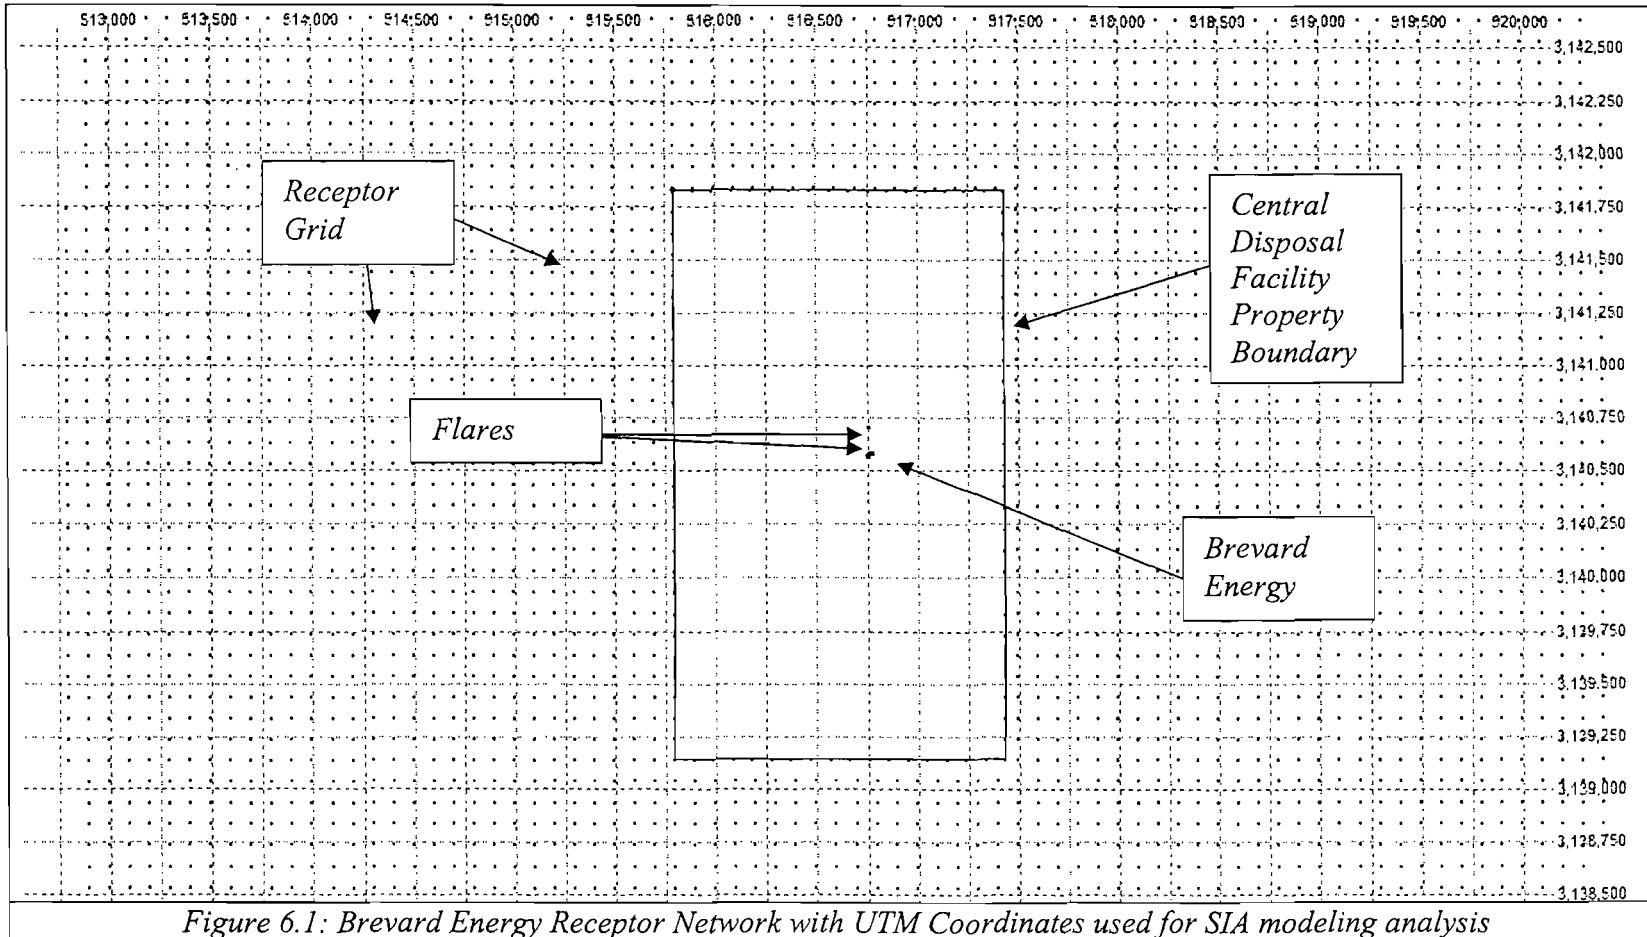 513,000 513,500 514,000 514,500 515,000 515,500 516,000 516,500 517,000 517,500 518,000 518,500 519,000 519,500 520,000
3,142,500
3,142,250
3,142,000
3,141,750
3,141,500
3,141,250
3,141,000
3,140,750
3,140,500
3,140,250
3,140,000
3,139,750
3,139,500
3,139,250
3,139,000
3,138,750
3,138,500
Receptor
Grid
Central
Disposal
Facility
Property
Boundary
Flares
Brevard
Energy
Figure 6.1: Brevard Energy Receptor Network with UTM Coordinates used for SIA modeling analysis